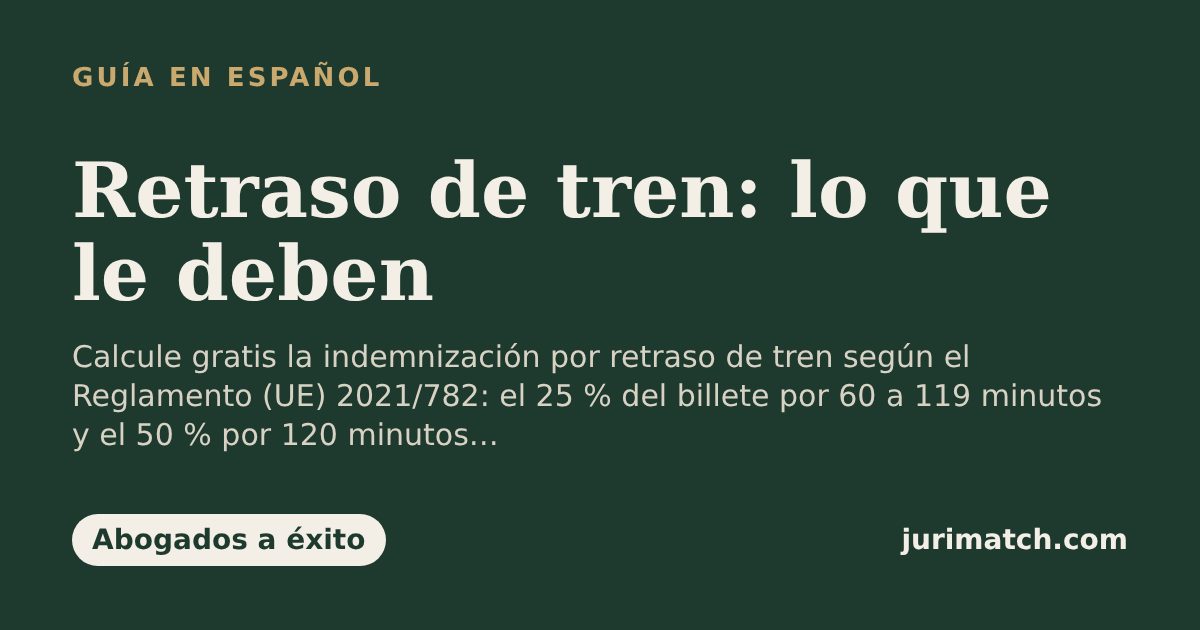 GUÍA EN ESPAÑOL
Retraso de tren: lo que
le deben
Calcule gratis la indemnización por retraso de tren según el
Reglamento (UE) 2021/782: el 25 % del billete por 60 a 119 minutos
y el 50 % por 120 minutos...
Abogados a éxito
jurimatch.com